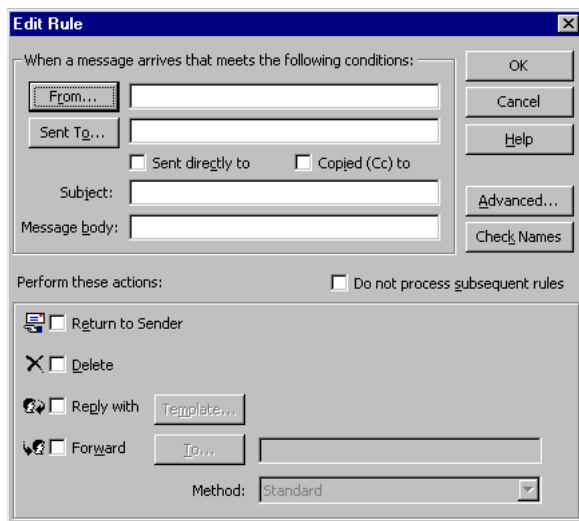 Edit Rule
When a message arrives that meets the following conditions:
OK
From...
Cancel
Sent To...
Help
Sent directly to
Copied (Cc) to
Subject:
Advanced...
Message body:
Check Names
Perform these actions:
Do not process subsequent rules
Return to Sender
Delete
Reply with
Template...
Forward
To...
Method:
Standard